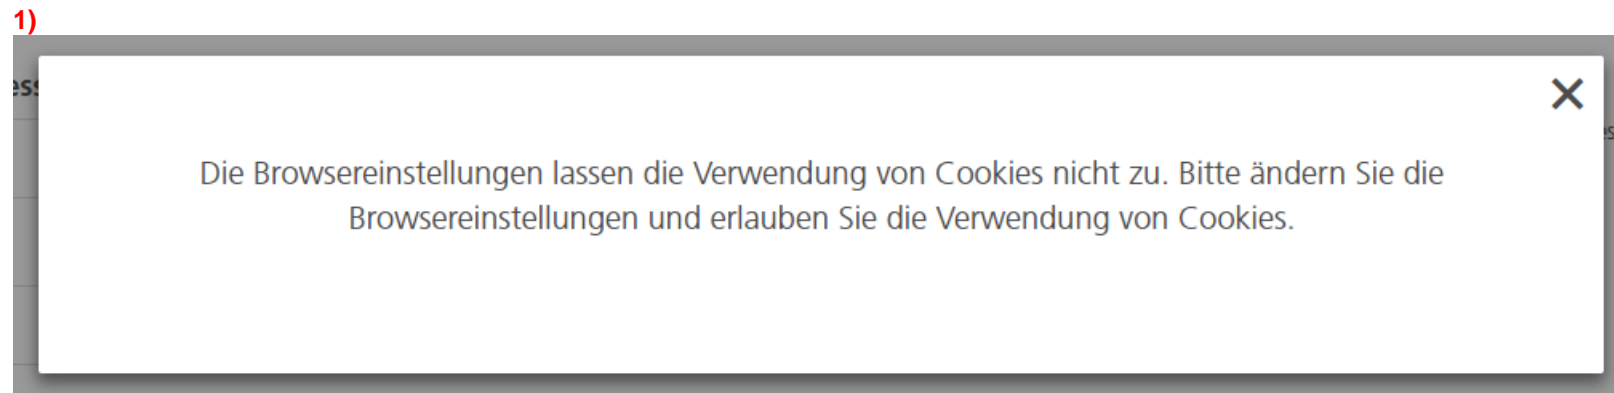 1)
ess
Die Browsereinstellungen lassen die Verwendung von Cookies nicht zu. Bitte ändern Sie die
Browsereinstellungen und erlauben Sie die Verwendung von Cookies.